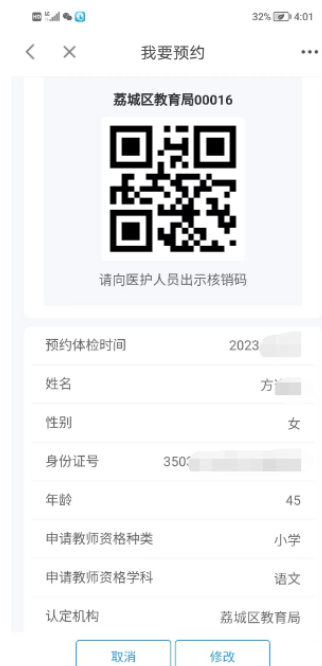 32% 4:01
我要预约
荔城区教育局00016
请向医护人员出示核销码
预约体检时间 2023
姓名 方
性别 女
身份证号 3503
年龄 45
申请教师资格种类 小学
申请教师资格学科 语文
认定机构 荔城区教育局
取消 修改